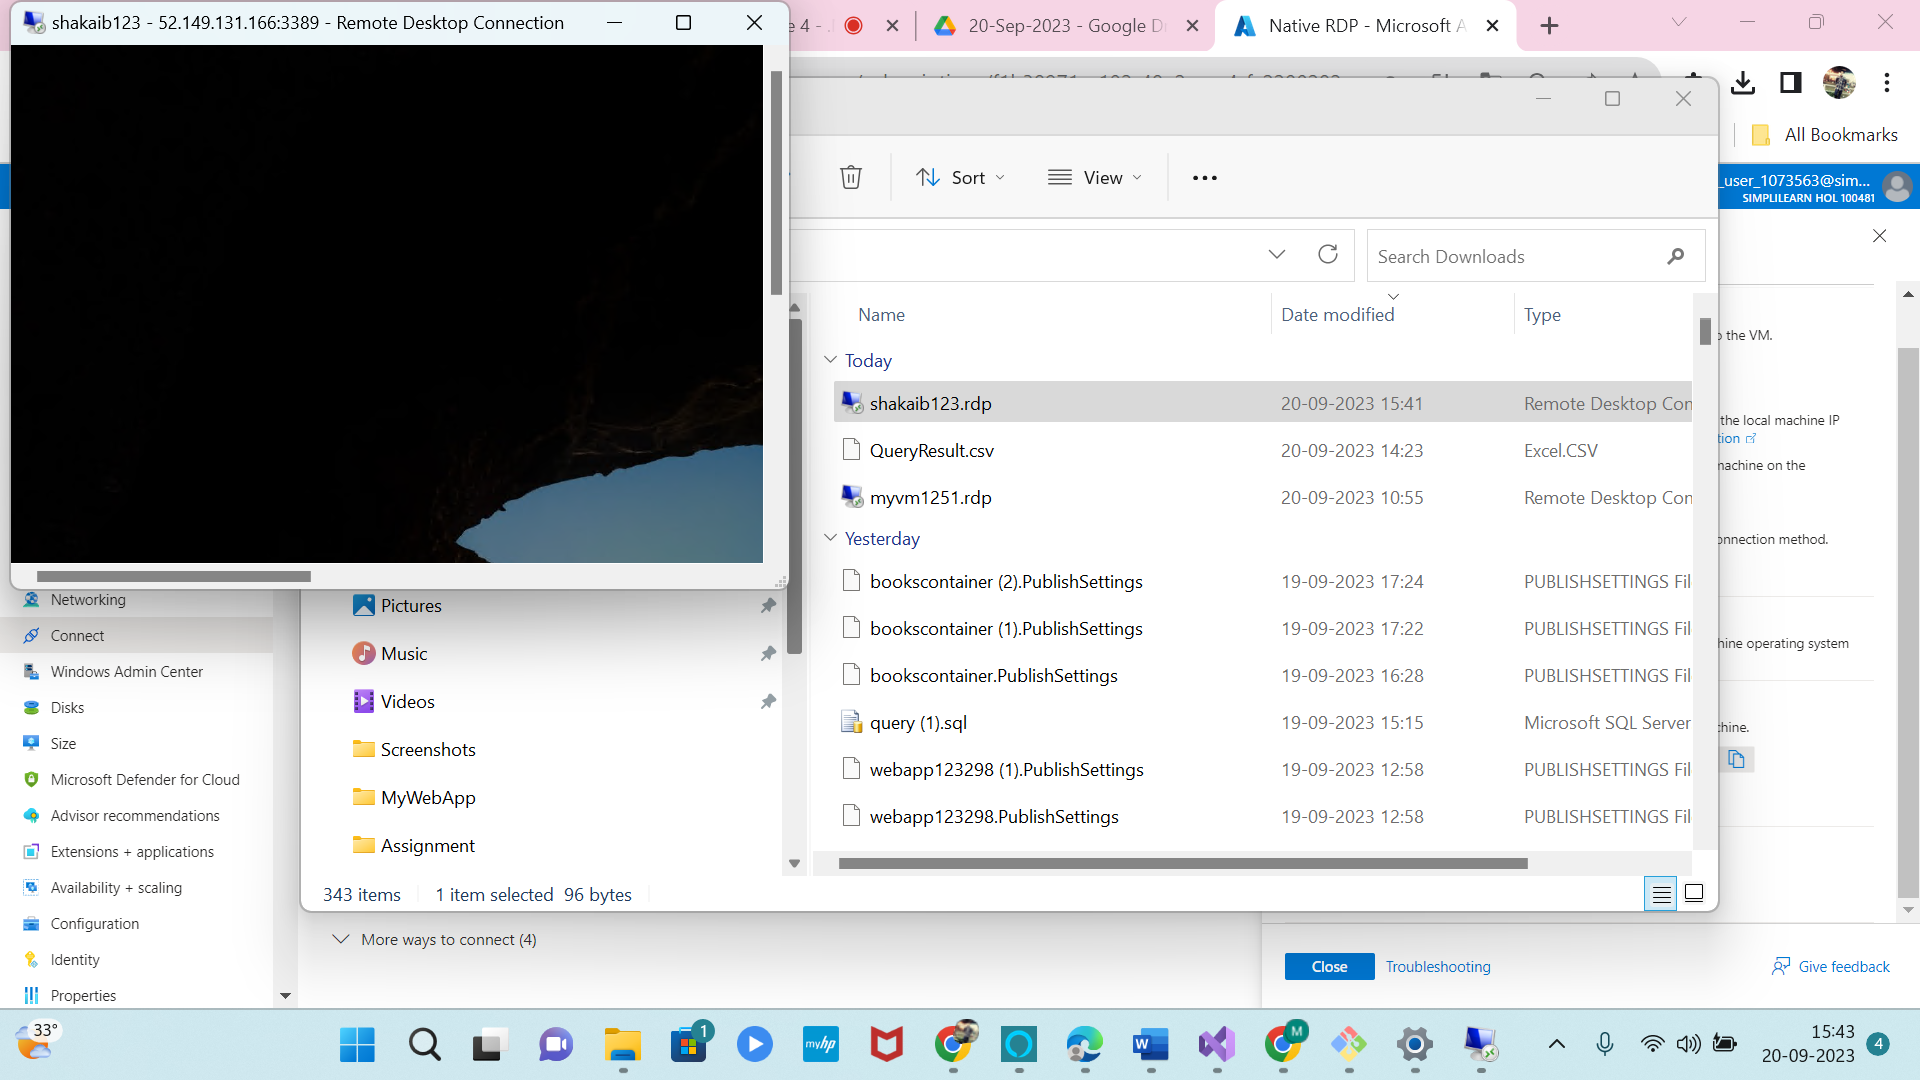 shakaib123 - 52.149.131.166:3389 - Remote Desktop Connection
e 4 -
20-Sep-2023 - Google Dr
Native RDP - Microsoft A
All Bookmarks
_user_1073563@sim...
SIMPLILEARN HOL 100481
Sort
View
Search Downloads
Name
Date modified
Type
Today
shakaib123.rdp
20-09-2023 15:41
Remote Desktop Con
QueryResult.csv
20-09-2023 14:23
Excel.CSV
myvm1251.rdp
20-09-2023 10:55
Remote Desktop Con
Yesterday
bookscontainer (2).PublishSettings
19-09-2023 17:24
PUBLISHSETTINGS Fil
bookscontainer (1).PublishSettings
19-09-2023 17:22
PUBLISHSETTINGS Fil
bookscontainer.PublishSettings
19-09-2023 16:28
PUBLISHSETTINGS Fil
query (1).sql
19-09-2023 15:15
Microsoft SQL Server
webapp123298 (1).PublishSettings
19-09-2023 12:58
PUBLISHSETTINGS Fil
webapp123298.PublishSettings
19-09-2023 12:58
PUBLISHSETTINGS Fil
Pictures
Music
Videos
Screenshots
MyWebApp
Assignment
343 items
1 item selected 96 bytes
Networking
Connect
Windows Admin Center
Disks
Size
Microsoft Defender for Cloud
Advisor recommendations
Extensions + applications
Availability + scaling
Configuration
Identity
Properties
More ways to connect (4)
the VM.
the local machine IP
tion
machine on the
onnection method.
hine operating system
chine.
Close
Troubleshooting
Give feedback
33°
1
myhp
M
15:43
20-09-2023
4